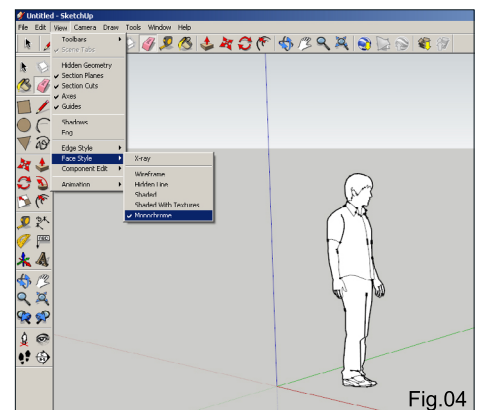 Untitled - SketchUp
File Edit View Camera Draw Tools Window Help
Toolbars
Scene Tabs
Hidden Geometry
Section Planes
Section Cuts
Axes
Guides
Shadows
Fog
Edge Style
Face Style
Component Edit
Animation
X-ray
Wireframe
Hidden Line
Shaded
Shaded With Textures
Monochrome
ABC
Fig.04